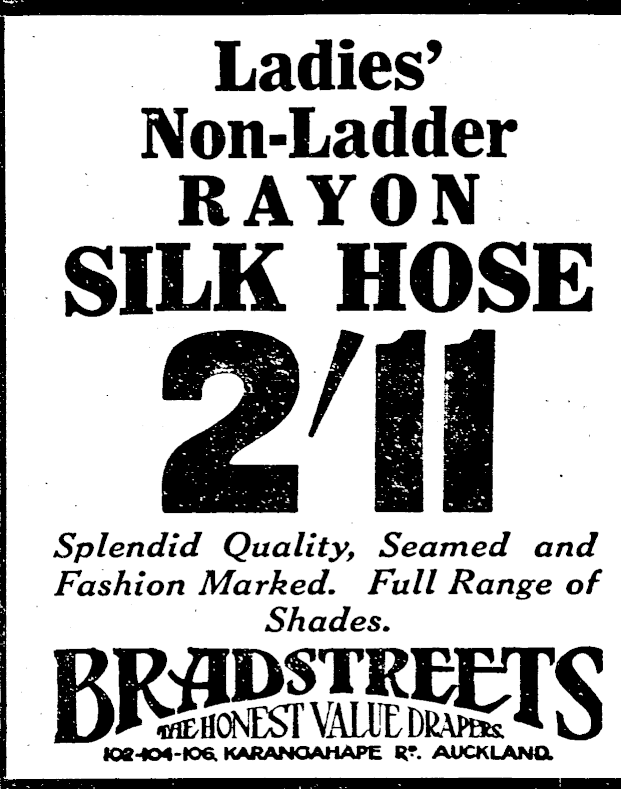 Ladies'
Non-Ladder
RAYON
SILK HOSE
2'11
Splendid Quality, Seamed and
Fashion Marked. Full Range of
Shades.
BRADSTREETS
THE HONEST VALUE DRAPERS.
102-104-106, KARANGAHAPE RD. AUCKLAND.